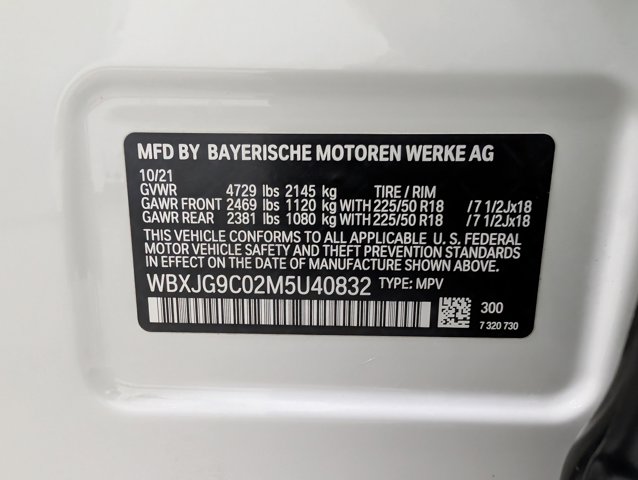 MFD BY BAYERISCHE MOTOREN WERKE AG
10/21
GVWR 4729 lbs 2145 kg TIRE / RIM
GAWR FRONT 2469 lbs 1120 kg WITH 225/50 R18 /7 1/2Jx18
GAWR REAR 2381 lbs 1080 kg WITH 225/50 R18 /7 1/2Jx18
THIS VEHICLE CONFORMS TO ALL APPLICABLE U. S. FEDERAL
MOTOR VEHICLE SAFETY AND THEFT PREVENTION STANDARDS
IN EFFECT ON THE DATE OF MANUFACTURE SHOWN ABOVE.
WBXJG9C02M5U40832 TYPE: MPV
300
7 320 730